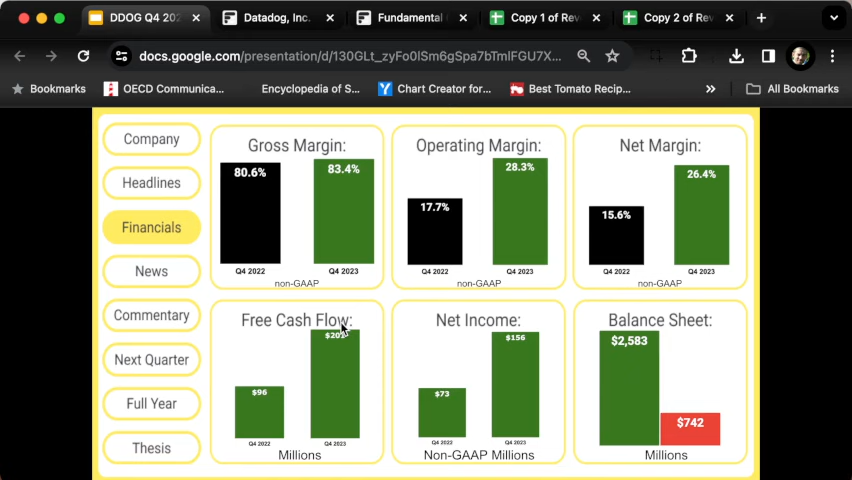 DDOG Q4 202
Datadog, Inc.
Fundamental
Copy 1 of Rev
Copy 2 of Rev
docs.google.com/presentation/d/130GLt_zyFo0lSm6gSpa7bTmlFGU7X...
Bookmarks
OECD Communica...
Encyclopedia of S...
Chart Creator for...
Best Tomato Recip...
»
All Bookmarks
Company
Headlines
Financials
News
Commentary
Next Quarter
Full Year
Thesis
Gross Margin:
80.6%
83.4%
Q4 2022
Q4 2023
non-GAAP
Operating Margin:
17.7%
28.3%
Q4 2022
Q4 2023
non-GAAP
Net Margin:
15.6%
26.4%
Q4 2022
Q4 2023
non-GAAP
Free Cash Flow:
$96
Q4 2022
Q4 2023
Millions
Net Income:
$73
$156
Q4 2022
Q4 2023
Non-GAAP Millions
Balance Sheet:
$2,583
$742
Millions